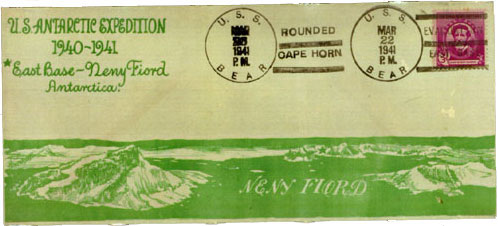 U.S. ANTARCTIC EXPEDITION
1940-1941
*East Base-Neny Fiord
Antarctica.
U. S. S.
1941
P.M.
BEAR
ROUNDED
CAPE HORN
U. S. S.
MAR
22
1941
P.M.
BEAR
NENY FIORD